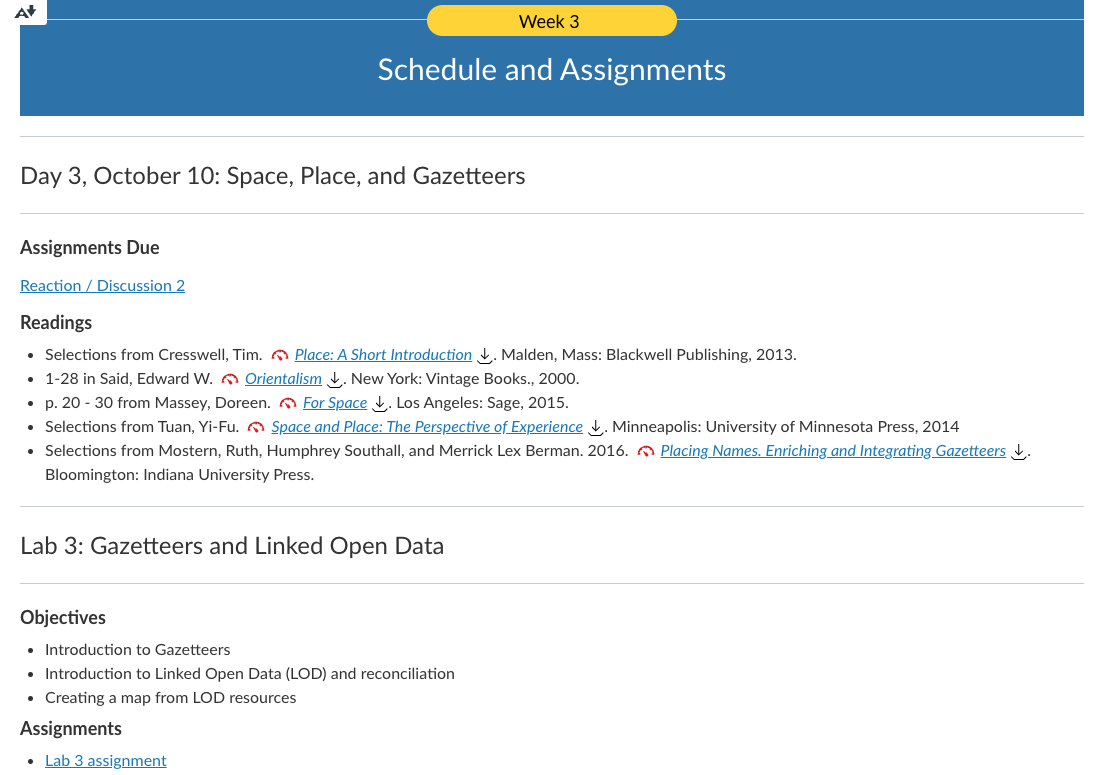 Week 3
Schedule and Assignments
Day 3, October 10: Space, Place, and Gazetteers
Assignments Due
Reaction / Discussion 2
Readings
Selections from Cresswell, Tim. Place: A Short Introduction. Malden, Mass: Blackwell Publishing, 2013.
1-28 in Said, Edward W. Orientalism. New York: Vintage Books., 2000.
p. 20 - 30 from Massey, Doreen. For Space. Los Angeles: Sage, 2015.
Selections from Tuan, Yi-Fu. Space and Place: The Perspective of Experience. Minneapolis: University of Minnesota Press, 2014
Selections from Mostern, Ruth, Humphrey Southall, and Merrick Lex Berman. 2016. Placing Names. Enriching and Integrating Gazetteers.
Bloomington: Indiana University Press.
Lab 3: Gazetteers and Linked Open Data
Objectives
Introduction to Gazetteers
Introduction to Linked Open Data (LOD) and reconciliation
Creating a map from LOD resources
Assignments
Lab 3 assignment